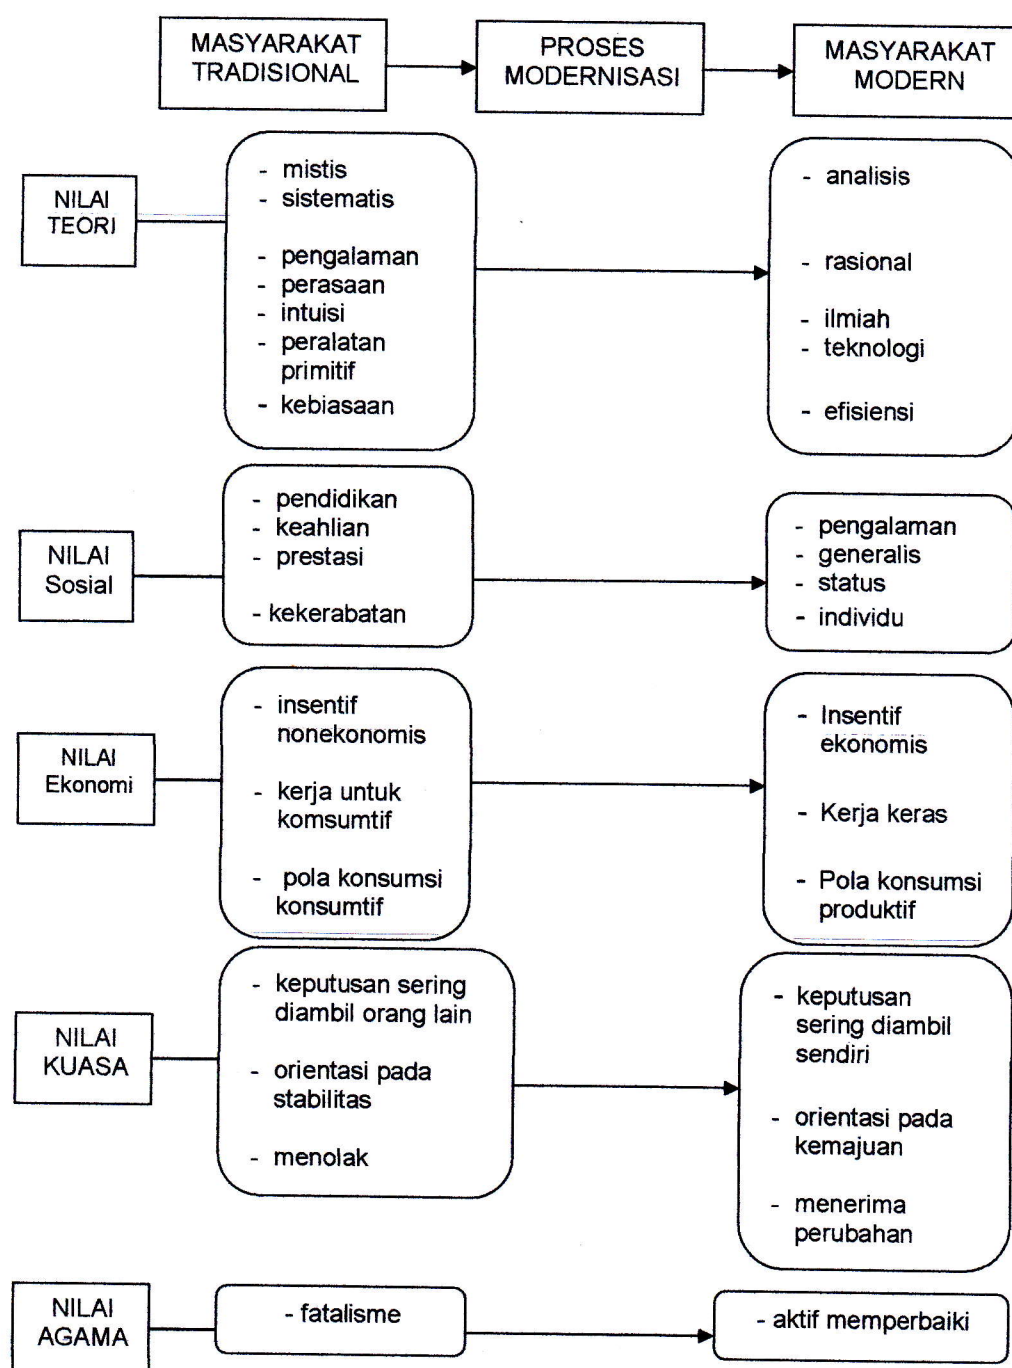 MASYARAKAT
TRADISIONAL
PROSES
MODERNISASI
MASYARAKAT
MODERN
NILAI
TEORI
- mistis
- sistematis
- pengalaman
- perasaan
- intuisi
- peralatan
primitif
- kebiasaan
- analisis
- rasional
- ilmiah
- teknologi
- efisiensi
NILAI
Sosial
- pendidikan
- keahlian
- prestasi
- kekerabatan
- pengalaman
- generalis
- status
- individu
NILAI
Ekonomi
- insentif
nonekonomis
- kerja untuk
komsumtif
- pola konsumsi
konsumtif
- Insentif
ekonomis
- Kerja keras
- Pola konsumsi
produktif
NILAI
KUASA
- keputusan sering
diambil orang lain
- orientasi pada
stabilitas
- menolak
- keputusan
sering diambil
sendiri
- orientasi pada
kemajuan
- menerima
perubahan
NILAI
AGAMA
- fatalisme
- aktif memperbaiki